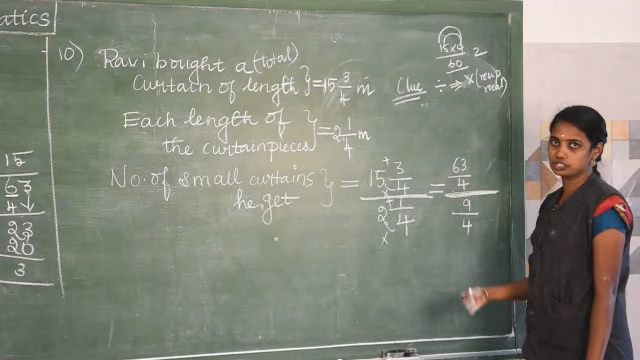 atics
15
63
4↓
23
20
3
10) Ravi bought a (total)
Curtain of length } = 15 3/4 m
Each length of
the curtain pieces } = 2 1/4 m
No. of small curtains
he get } = 15 3/4 / 2 1/4 = 63/4 / 9/4
Clue ÷ ⇒ × (recip
rocal)
15×4
60
2